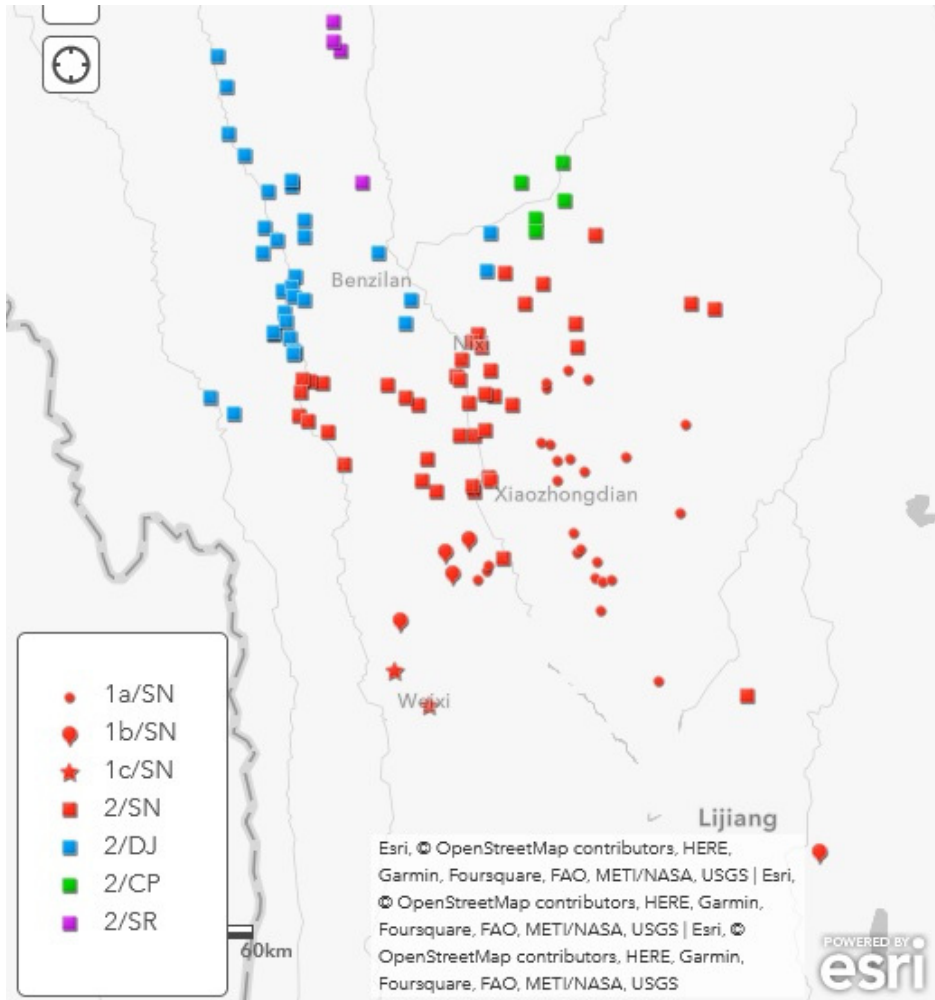 Benzilan
Nixi
Xiaozhongdian
Weixi
Lijiang
1a/SN
1b/SN
1c/SN
2/SN
2/DJ
2/CP
2/SR
60km
Esri, © OpenStreetMap contributors, HERE,
Garmin, Foursquare, FAO, METI/NASA, USGS | Esri,
© OpenStreetMap contributors, HERE, Garmin,
Foursquare, FAO, METI/NASA, USGS | Esri, ©
OpenStreetMap contributors, HERE, Garmin,
Foursquare, FAO, METI/NASA, USGS
POWERED BY
esri